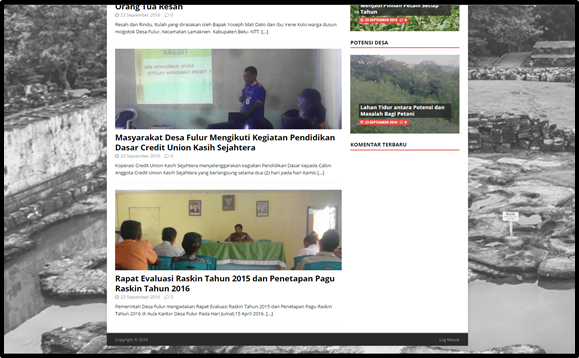 Orang Tua Resah
23 September 2016 0
Resah dan Rindu, itulah yang dirasakan oleh Bapak Yoseph Mali Dato dan Ibu Irene Kolo warga dusun
Holgotok Desa Fulur, Kecamatan Lamaknen Kabupaten Belu- NTT. [...]
KREDIT
Masyarakat Desa Fulur Mengikuti Kegiatan Pendidikan
Dasar Credit Union Kasih Sejahtera
23 September 2016 0
Koperasi Credit Union Kasih Sejahtera menyelenggarakan kegiatan Pendidikan Dasar kepada Calon
Anggota Credit Union Kasih Sejahtera yang berlangsung selama dua (2) hari pada hari Kamis [...]
Rapat Evaluasi Raskin Tahun 2015 dan Penetapan Pagu
Raskin Tahun 2016
23 September 2016 0
Pemerintah Desa Fulur mengadakan Rapat Evaluasi Raskin Tahun 2015 dan Penetapan Pagu Raskin
Tahun 2016 di Aula Kantor Desa Fulur Pada Hari Jumat,15 April 2016. [...]
Menjadi Pilihan Petani Setiap
Tahun
23 SEPTEMBER 2016 0
POTENSI DESA
Lahan Tidur antara Potensi dan
Masalah Bagi Petani
23 SEPTEMBER 2016 0
KOMENTAR TERBARU
Copyright © 2016
Log Masuk